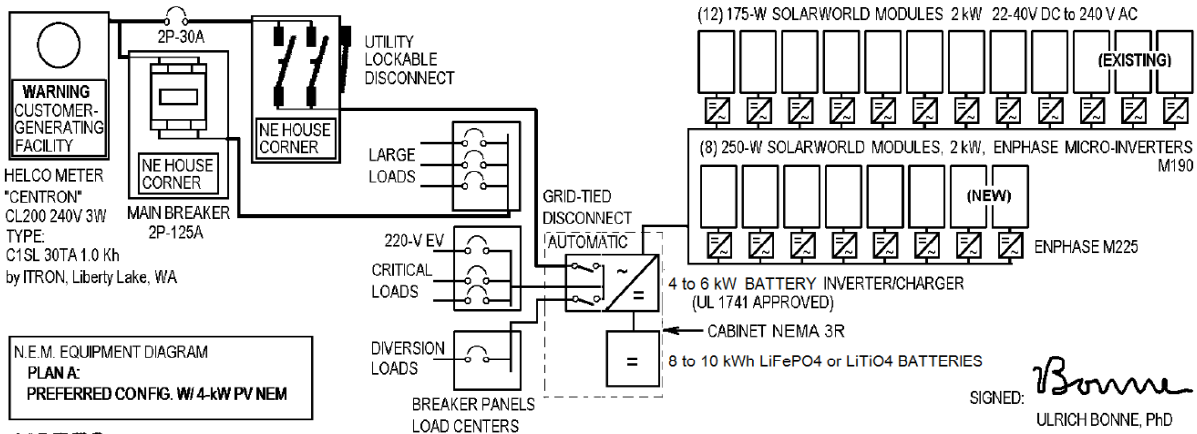 (12) 175-W SOLARWORLD MODULES 2 kW 22-40V DC to 240 V AC
2P-30A
UTILITY
LOCKABLE
DISCONNECT
(EXISTING)
WARNING
CUSTOMER-
GENERATING
FACILITY
NE HOUSE
CORNER
NE HOUSE
CORNER
LARGE
LOADS
(8) 250-W SOLARWORLD MODULES, 2 kW, ENPHASE MICRO-INVERTERS
M190
HELCO METER
"CENTRON"
CL200 240V 3W
TYPE:
C1SL 30TA 1.0 Kh
by ITRON, Liberty Lake, WA
MAIN BREAKER
2P-125A
GRID-TIED
DISCONNECT
AUTOMATIC
(NEW)
ENPHASE M225
220-V EV
CRITICAL
LOADS
~
=
4 to 6 kW BATTERY INVERTER/CHARGER
(UL 1741 APPROVED)
CABINET NEMA 3R
N.E.M. EQUIPMENT DIAGRAM
PLAN A:
PREFERRED CONFIG. W/ 4-kW PV NEM
DIVERSION
LOADS
=
8 to 10 kWh LiFePO4 or LiTiO4 BATTERIES
BREAKER PANELS
LOAD CENTERS
SIGNED:
Bonne
ULRICH BONNE, PhD